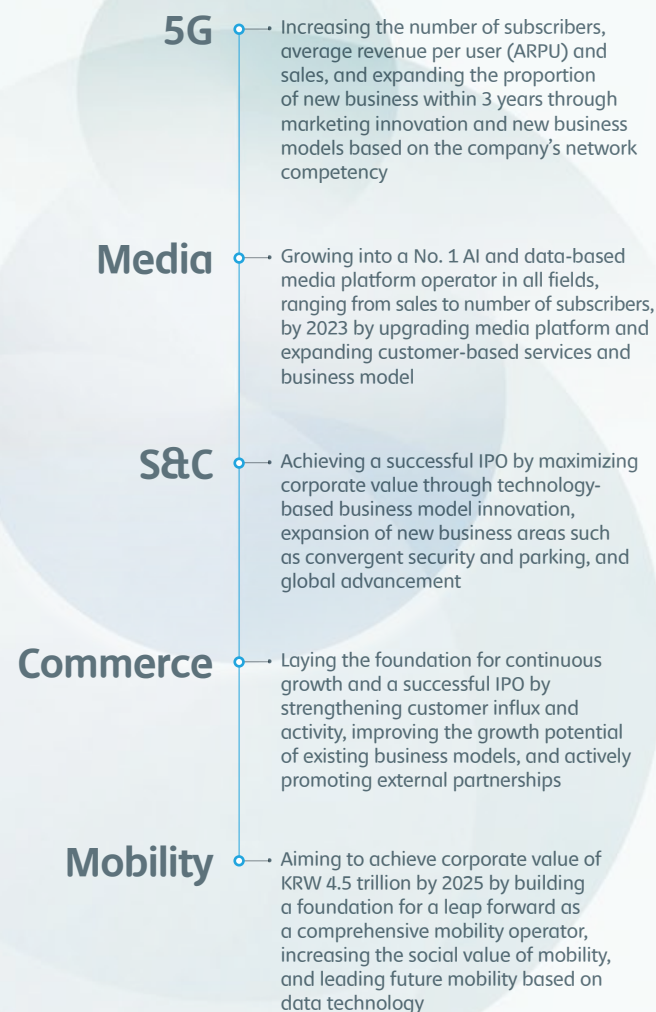 5G
Increasing the number of subscribers,
average revenue per user (ARPU) and
sales, and expanding the proportion
of new business within 3 years through
marketing innovation and new business
models based on the company’s network
competency
Media
Growing into a No. 1 AI and data-based
media platform operator in all fields,
ranging from sales to number of subscribers,
by 2023 by upgrading media platform and
expanding customer-based services and
business model
S&C
Achieving a successful IPO by maximizing
corporate value through technology-
based business model innovation,
expansion of new business areas such
as convergent security and parking, and
global advancement
Commerce
Laying the foundation for continuous
growth and a successful IPO by
strengthening customer influx and
activity, improving the growth potential
of existing business models, and actively
promoting external partnerships
Mobility
Aiming to achieve corporate value of
KRW 4.5 trillion by 2025 by building
a foundation for a leap forward as
a comprehensive mobility operator,
increasing the social value of mobility,
and leading future mobility based on
data technology